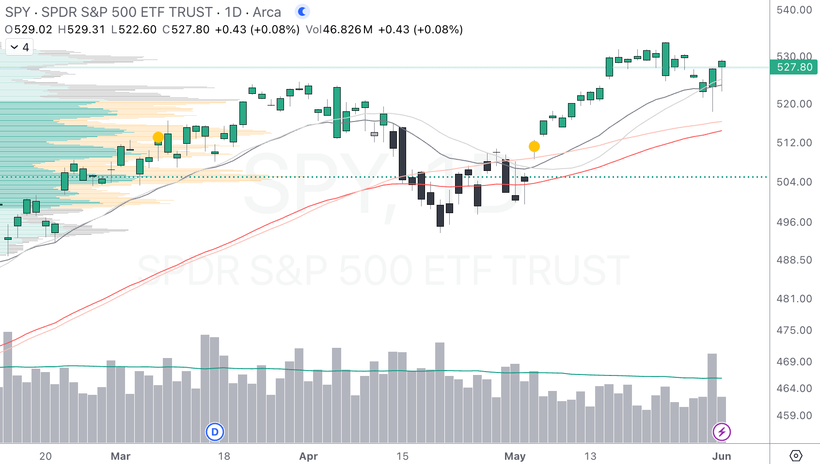 SPY · SPDR S&P 500 ETF TRUST · 1D · Arca
O529.02 H529.31 L522.60 C527.80 +0.43 (+0.08%) Vol46.826M +0.43 (+0.08%)
4
540.00
530.00
527.80
520.00
512.00
504.00
496.00
488.50
481.00
475.00
469.00
464.00
459.00
SPY, 1D
SPDR S&P 500 ETF TRUST
D
20 Mar 18 Apr 15 May 13 Jun